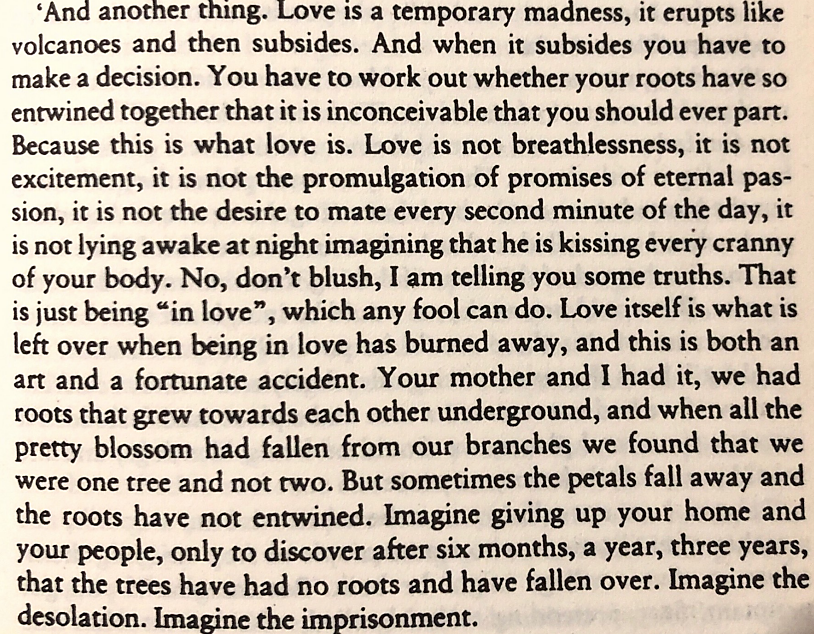 ‘And another thing. Love is a temporary madness, it erupts like
volcanoes and then subsides. And when it subsides you have to
make a decision. You have to work out whether your roots have so
entwined together that it is inconceivable that you should ever part.
Because this is what love is. Love is not breathlessness, it is not
excitement, it is not the promulgation of promises of eternal pas-
sion, it is not the desire to mate every second minute of the day, it
is not lying awake at night imagining that he is kissing every cranny
of your body. No, don’t blush, I am telling you some truths. That
is just being “in love”, which any fool can do. Love itself is what is
left over when being in love has burned away, and this is both an
art and a fortunate accident. Your mother and I had it, we had
roots that grew towards each other underground, and when all the
pretty blossom had fallen from our branches we found that we
were one tree and not two. But sometimes the petals fall away and
the roots have not entwined. Imagine giving up your home and
your people, only to discover after six months, a year, three years,
that the trees have had no roots and have fallen over. Imagine the
desolation. Imagine the imprisonment.